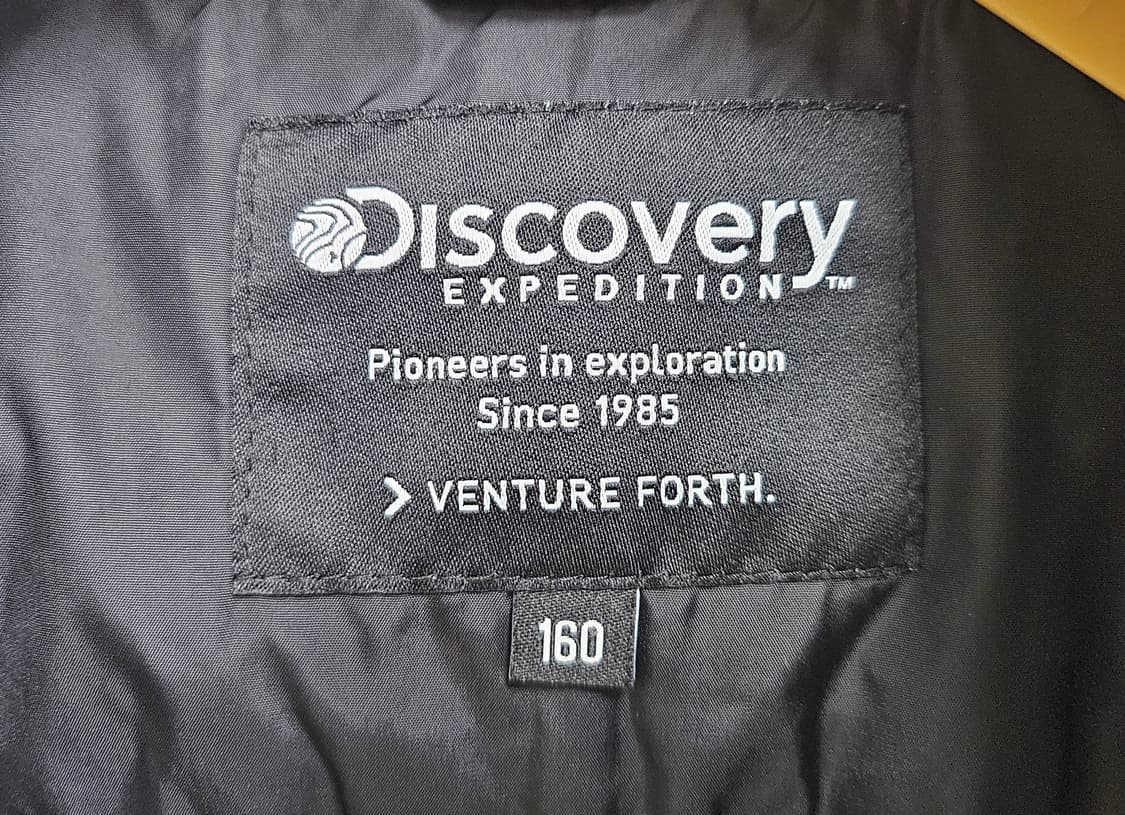 Discovery
EXPEDITION™
Pioneers in exploration
Since 1985
> VENTURE FORTH.
160